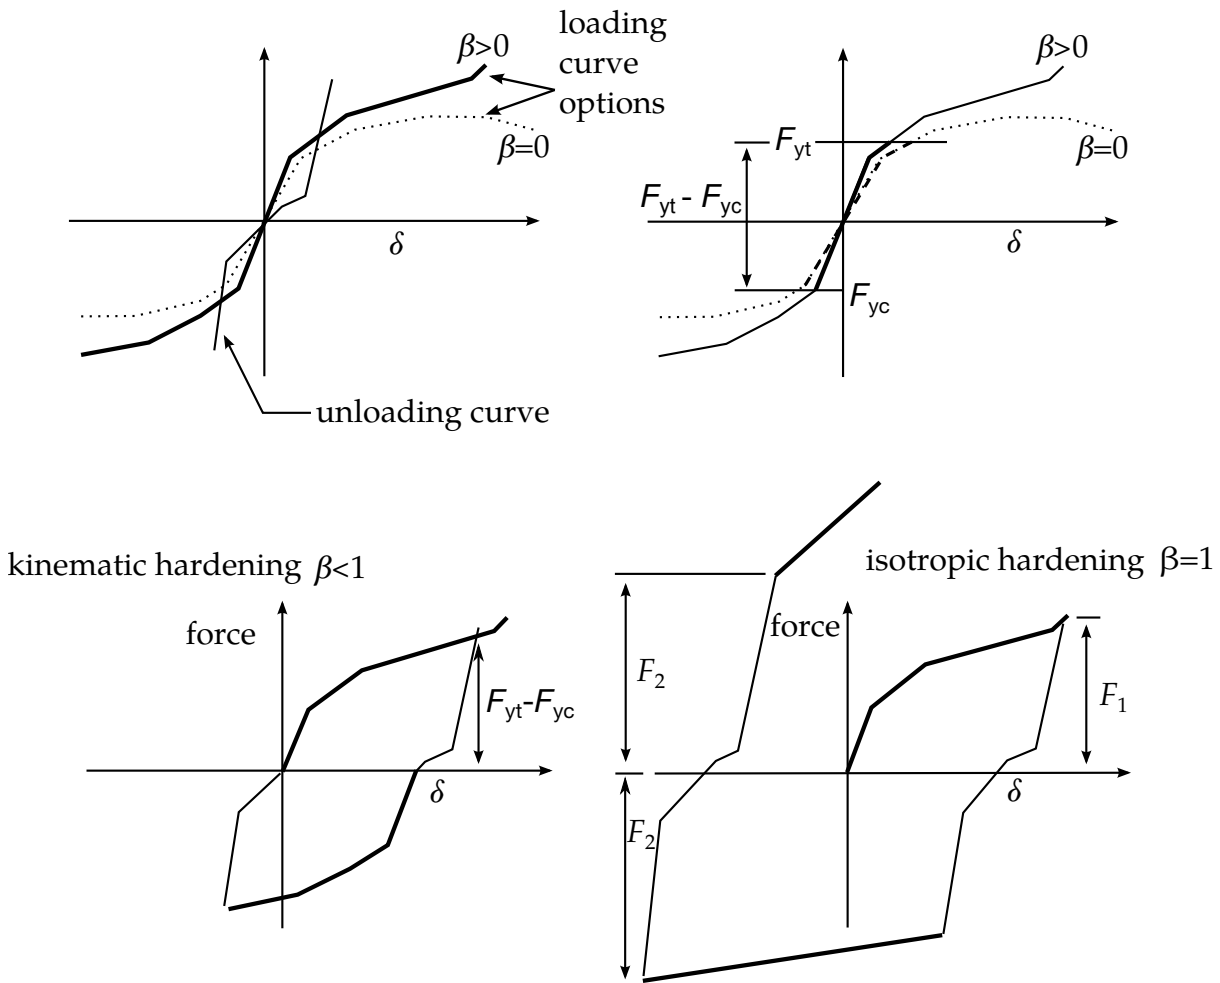 β>0
loading
curve
options
β=0
δ
unloading curve
β>0
F_yt
β=0
F_yt - F_yc
δ
F_yc
kinematic hardening β<1
force
F_yt-F_yc
δ
isotropic hardening β=1
force
F_2
F_1
δ
F_2